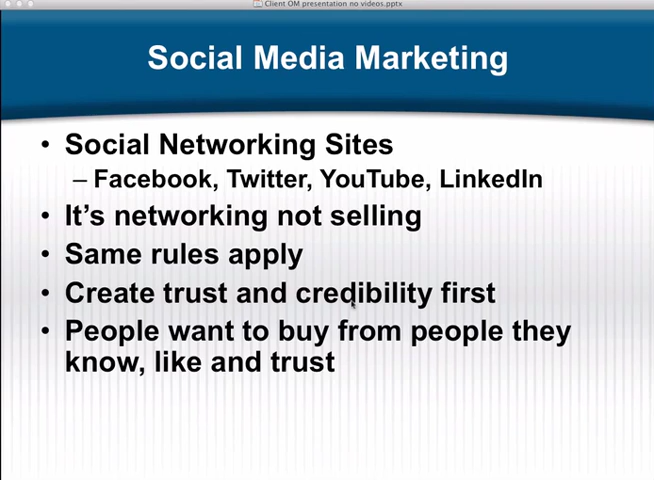 Client OM presentation no videos.pptx
Social Media Marketing
• Social Networking Sites
– Facebook, Twitter, YouTube, LinkedIn
• It's networking not selling
• Same rules apply
• Create trust and credibility first
• People want to buy from people they
know, like and trust